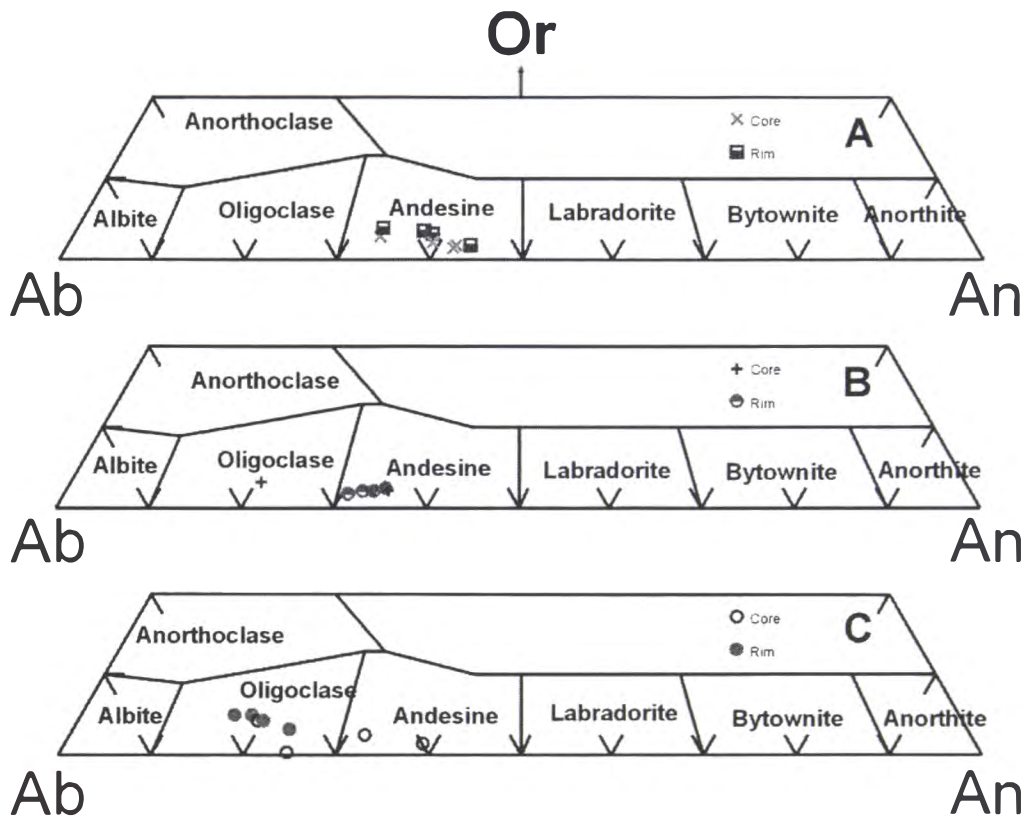 Or
Anorthoclase
Core
A
Rim
Albite
Oligoclase
Andesine
Labradorite
Bytownite
Anorthite
Ab
An
Anorthoclase
Core
B
Rim
Albite
Oligoclase
Andesine
Labradorite
Bytownite
Anorthite
Ab
An
Anorthoclase
Core
C
Rim
Albite
Oligoclase
Andesine
Labradorite
Bytownite
Anorthite
Ab
An